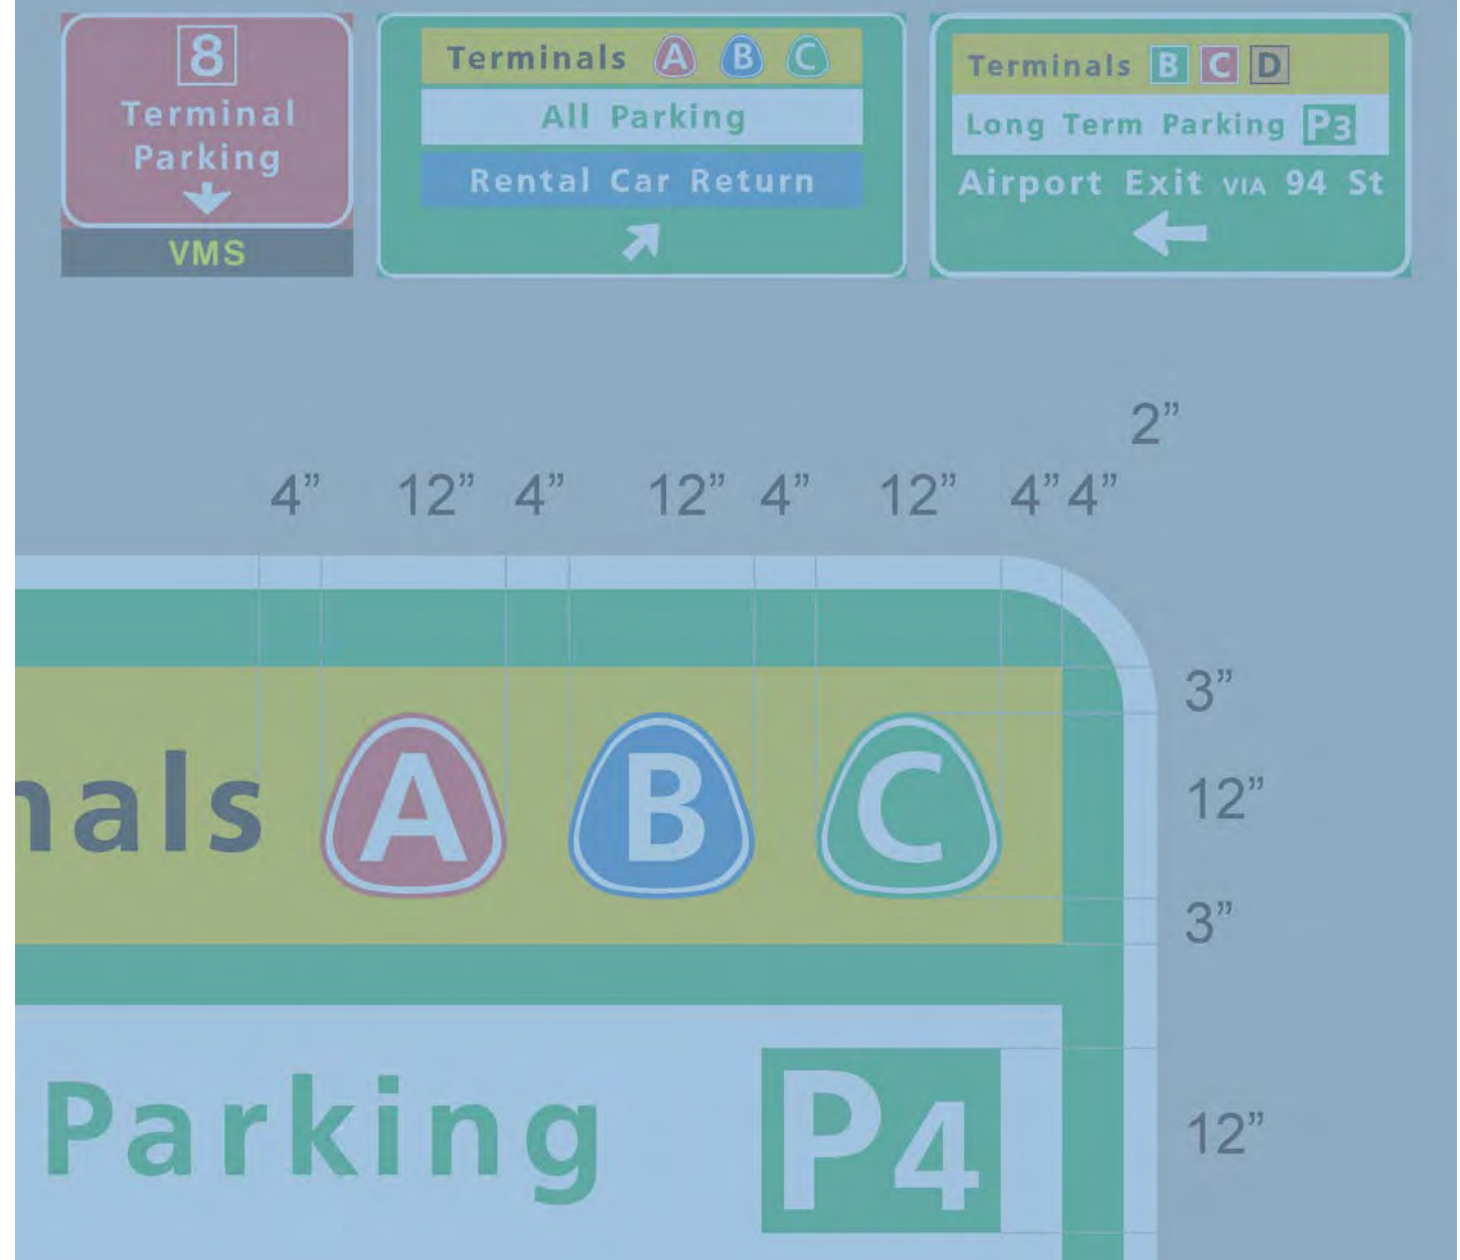 8
Terminal
Parking
VMS
Terminals A B C
All Parking
Rental Car Return
Terminals B C D
Long Term Parking P3
Airport Exit VIA 94 St
2”
4” 12” 4” 12” 4” 12” 4” 4”
3”
nals A B C
12”
3”
Parking P4
12”